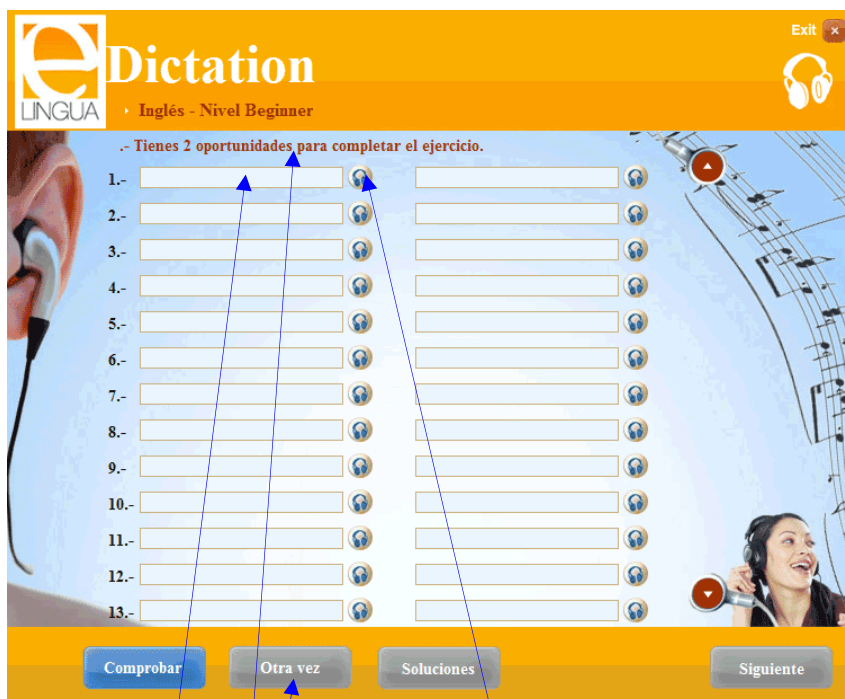 Exit ×
e
Dictation
LINGUA
Inglés - Nivel Beginner
.- Tienes 2 oportunidades para completar el ejercicio.
1.-
2.-
3.-
4.-
5.-
6.-
7.-
8.-
9.-
10.-
11.-
12.-
13.-
Comprobar Otra vez Soluciones Siguiente